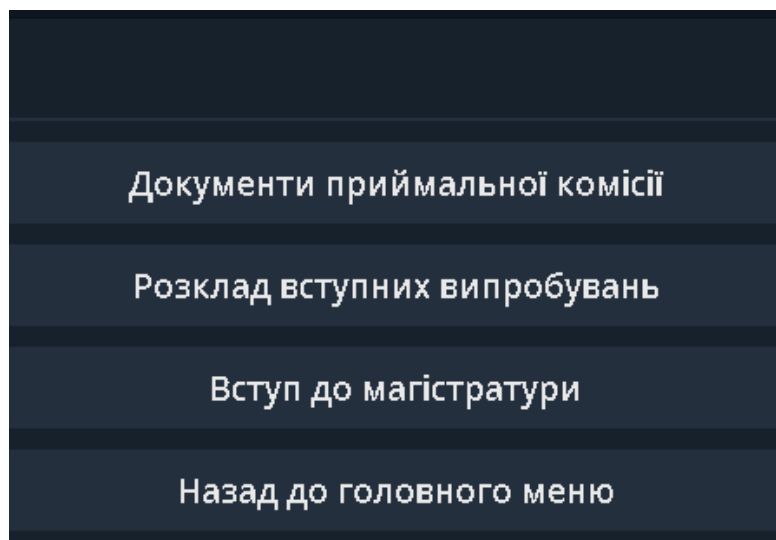 Документи приймальної комісії
Розклад вступних випробувань
Вступ до магістратури
Назад до головного меню